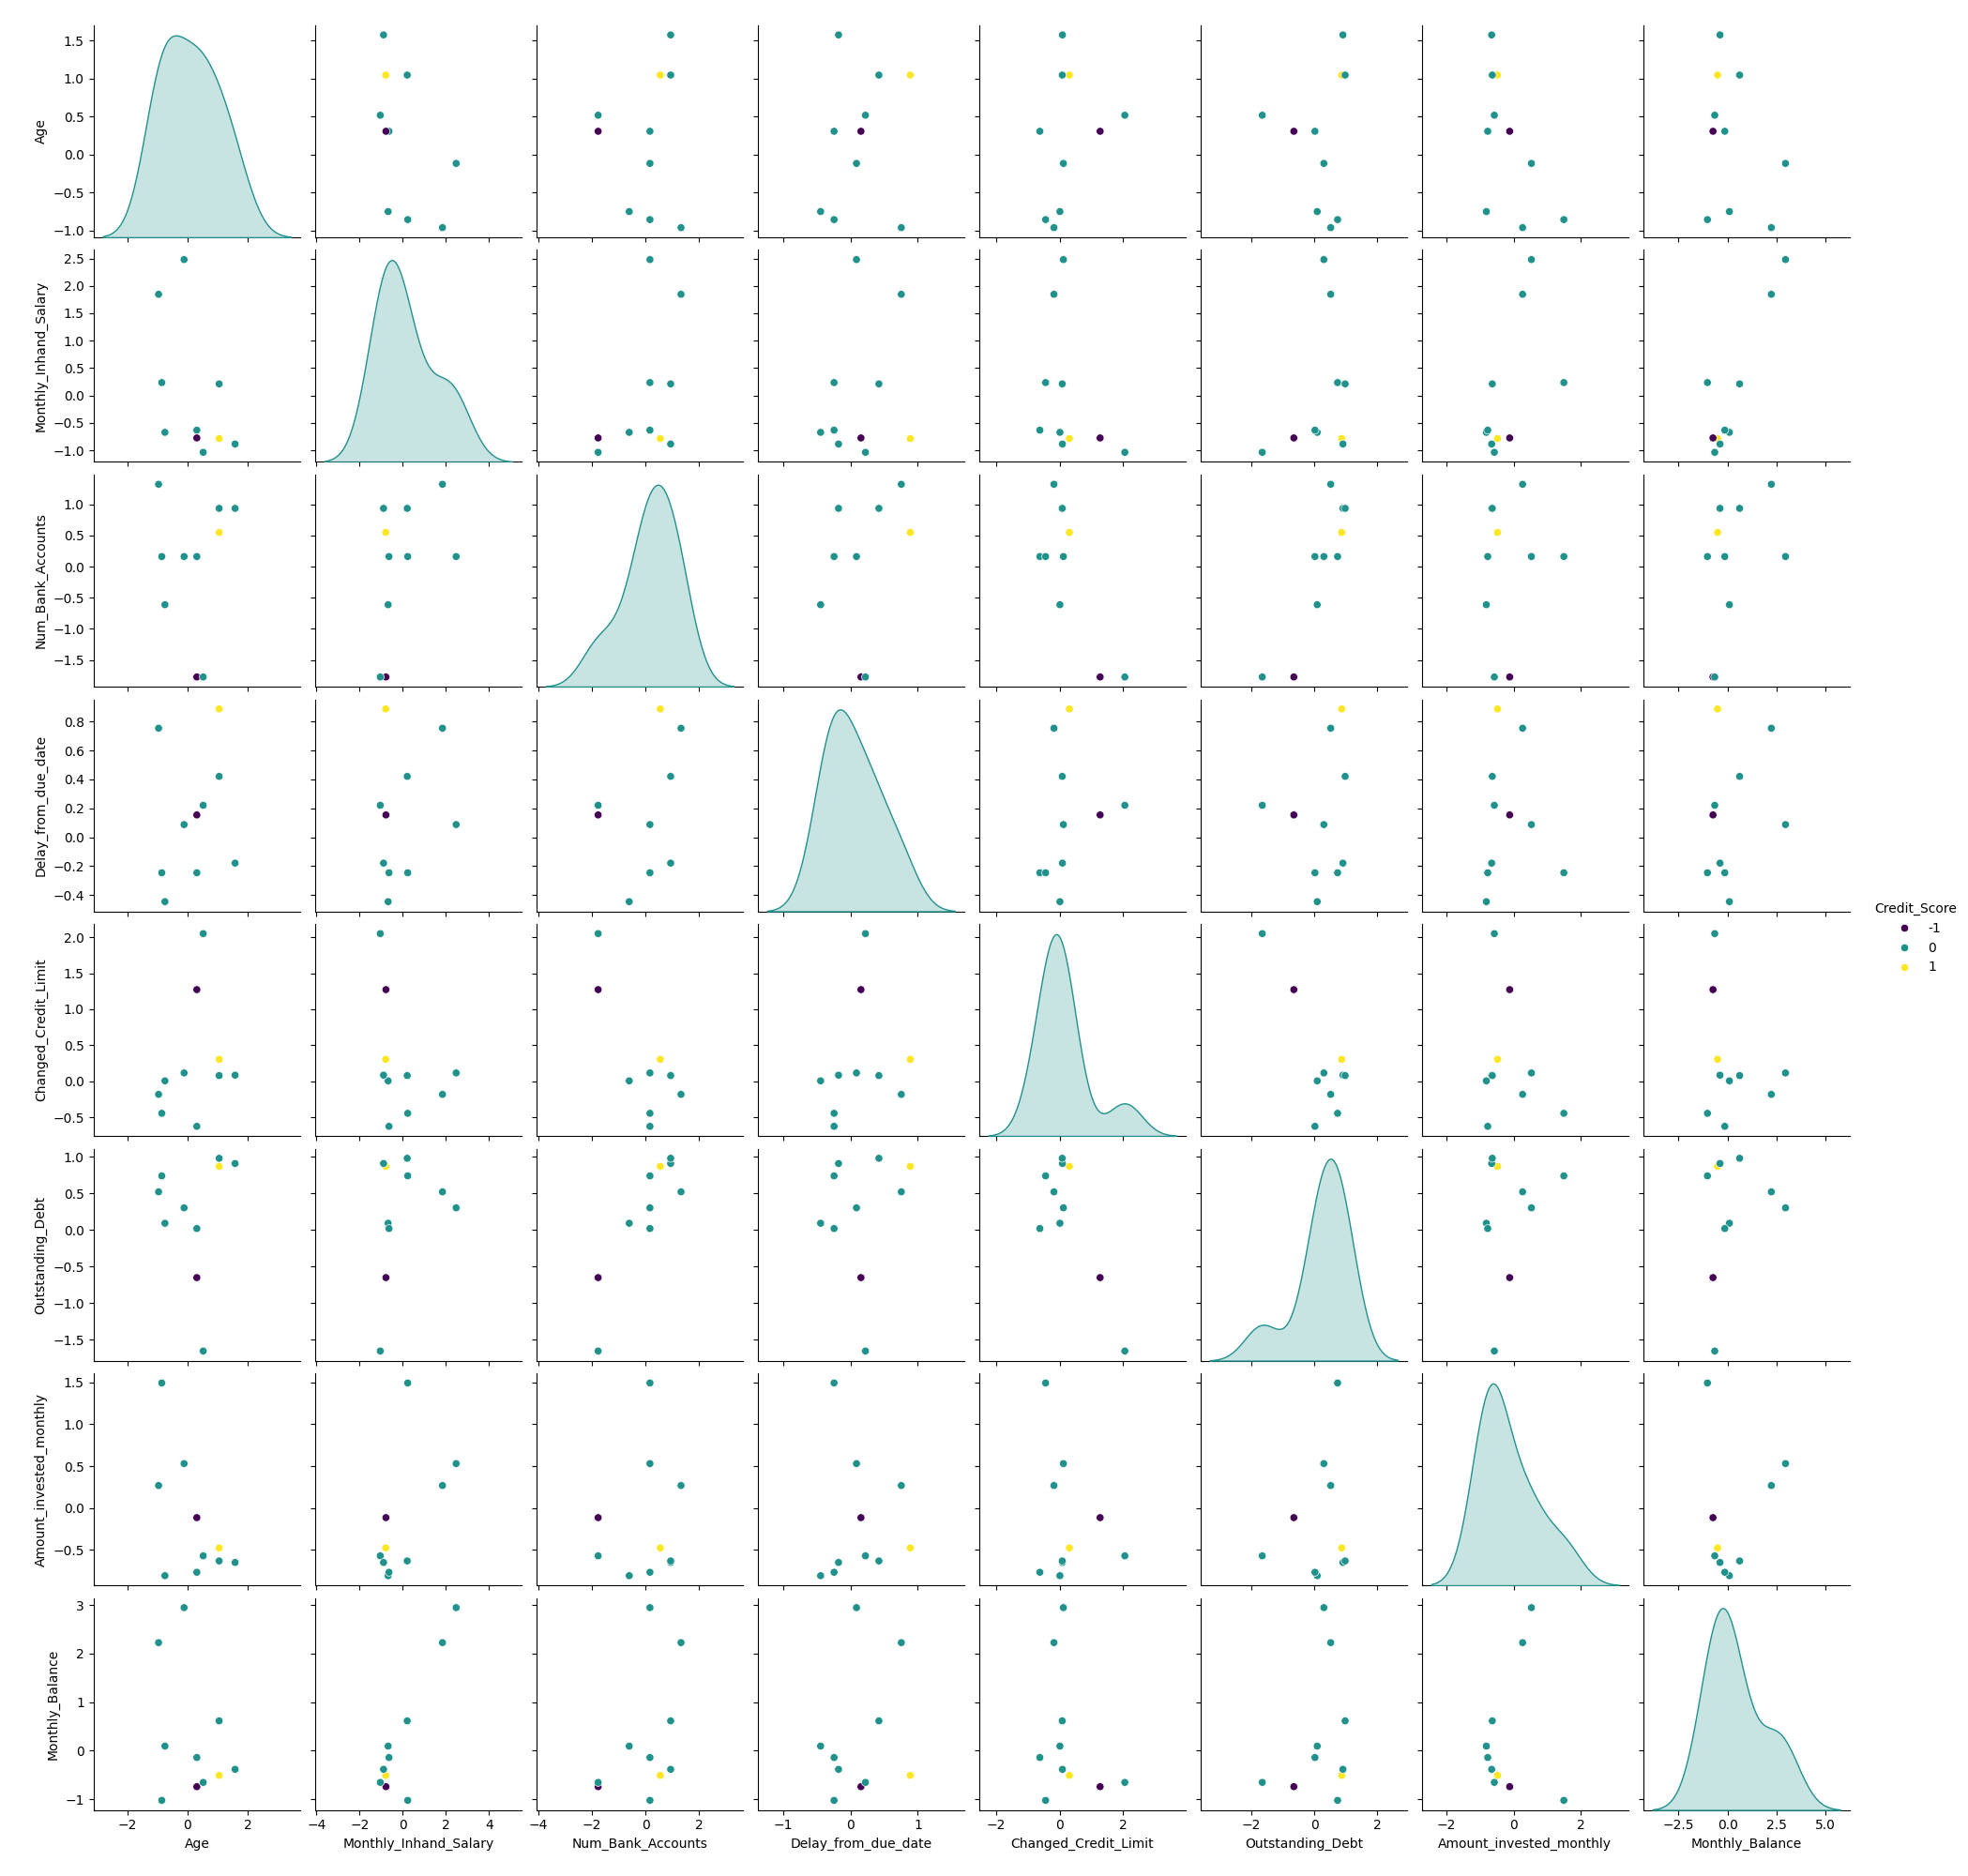 1.5
1.0
0.5
0.0
−0.5
−1.0
Age
2.5
2.0
1.5
1.0
0.5
0.0
−0.5
−1.0
Monthly_Inhand_Salary
1.0
0.5
0.0
−0.5
−1.0
−1.5
Num_Bank_Accounts
0.8
0.6
0.4
0.2
0.0
−0.2
−0.4
Delay_from_due_date
2.0
1.5
1.0
0.5
0.0
−0.5
Changed_Credit_Limit
1.0
0.5
0.0
−0.5
−1.0
−1.5
Outstanding_Debt
1.5
1.0
0.5
0.0
−0.5
Amount_invested_monthly
3
2
1
0
−1
Monthly_Balance
−2 0 2
Age
−4 −2 0 2 4
Monthly_Inhand_Salary
−4 −2 0 2
Num_Bank_Accounts
−1 0 1
Delay_from_due_date
−2 0 2
Changed_Credit_Limit
−2 0 2
Outstanding_Debt
−2 0 2
Amount_invested_monthly
−2.5 0.0 2.5 5.0
Monthly_Balance
Credit_Score
-1
0
1